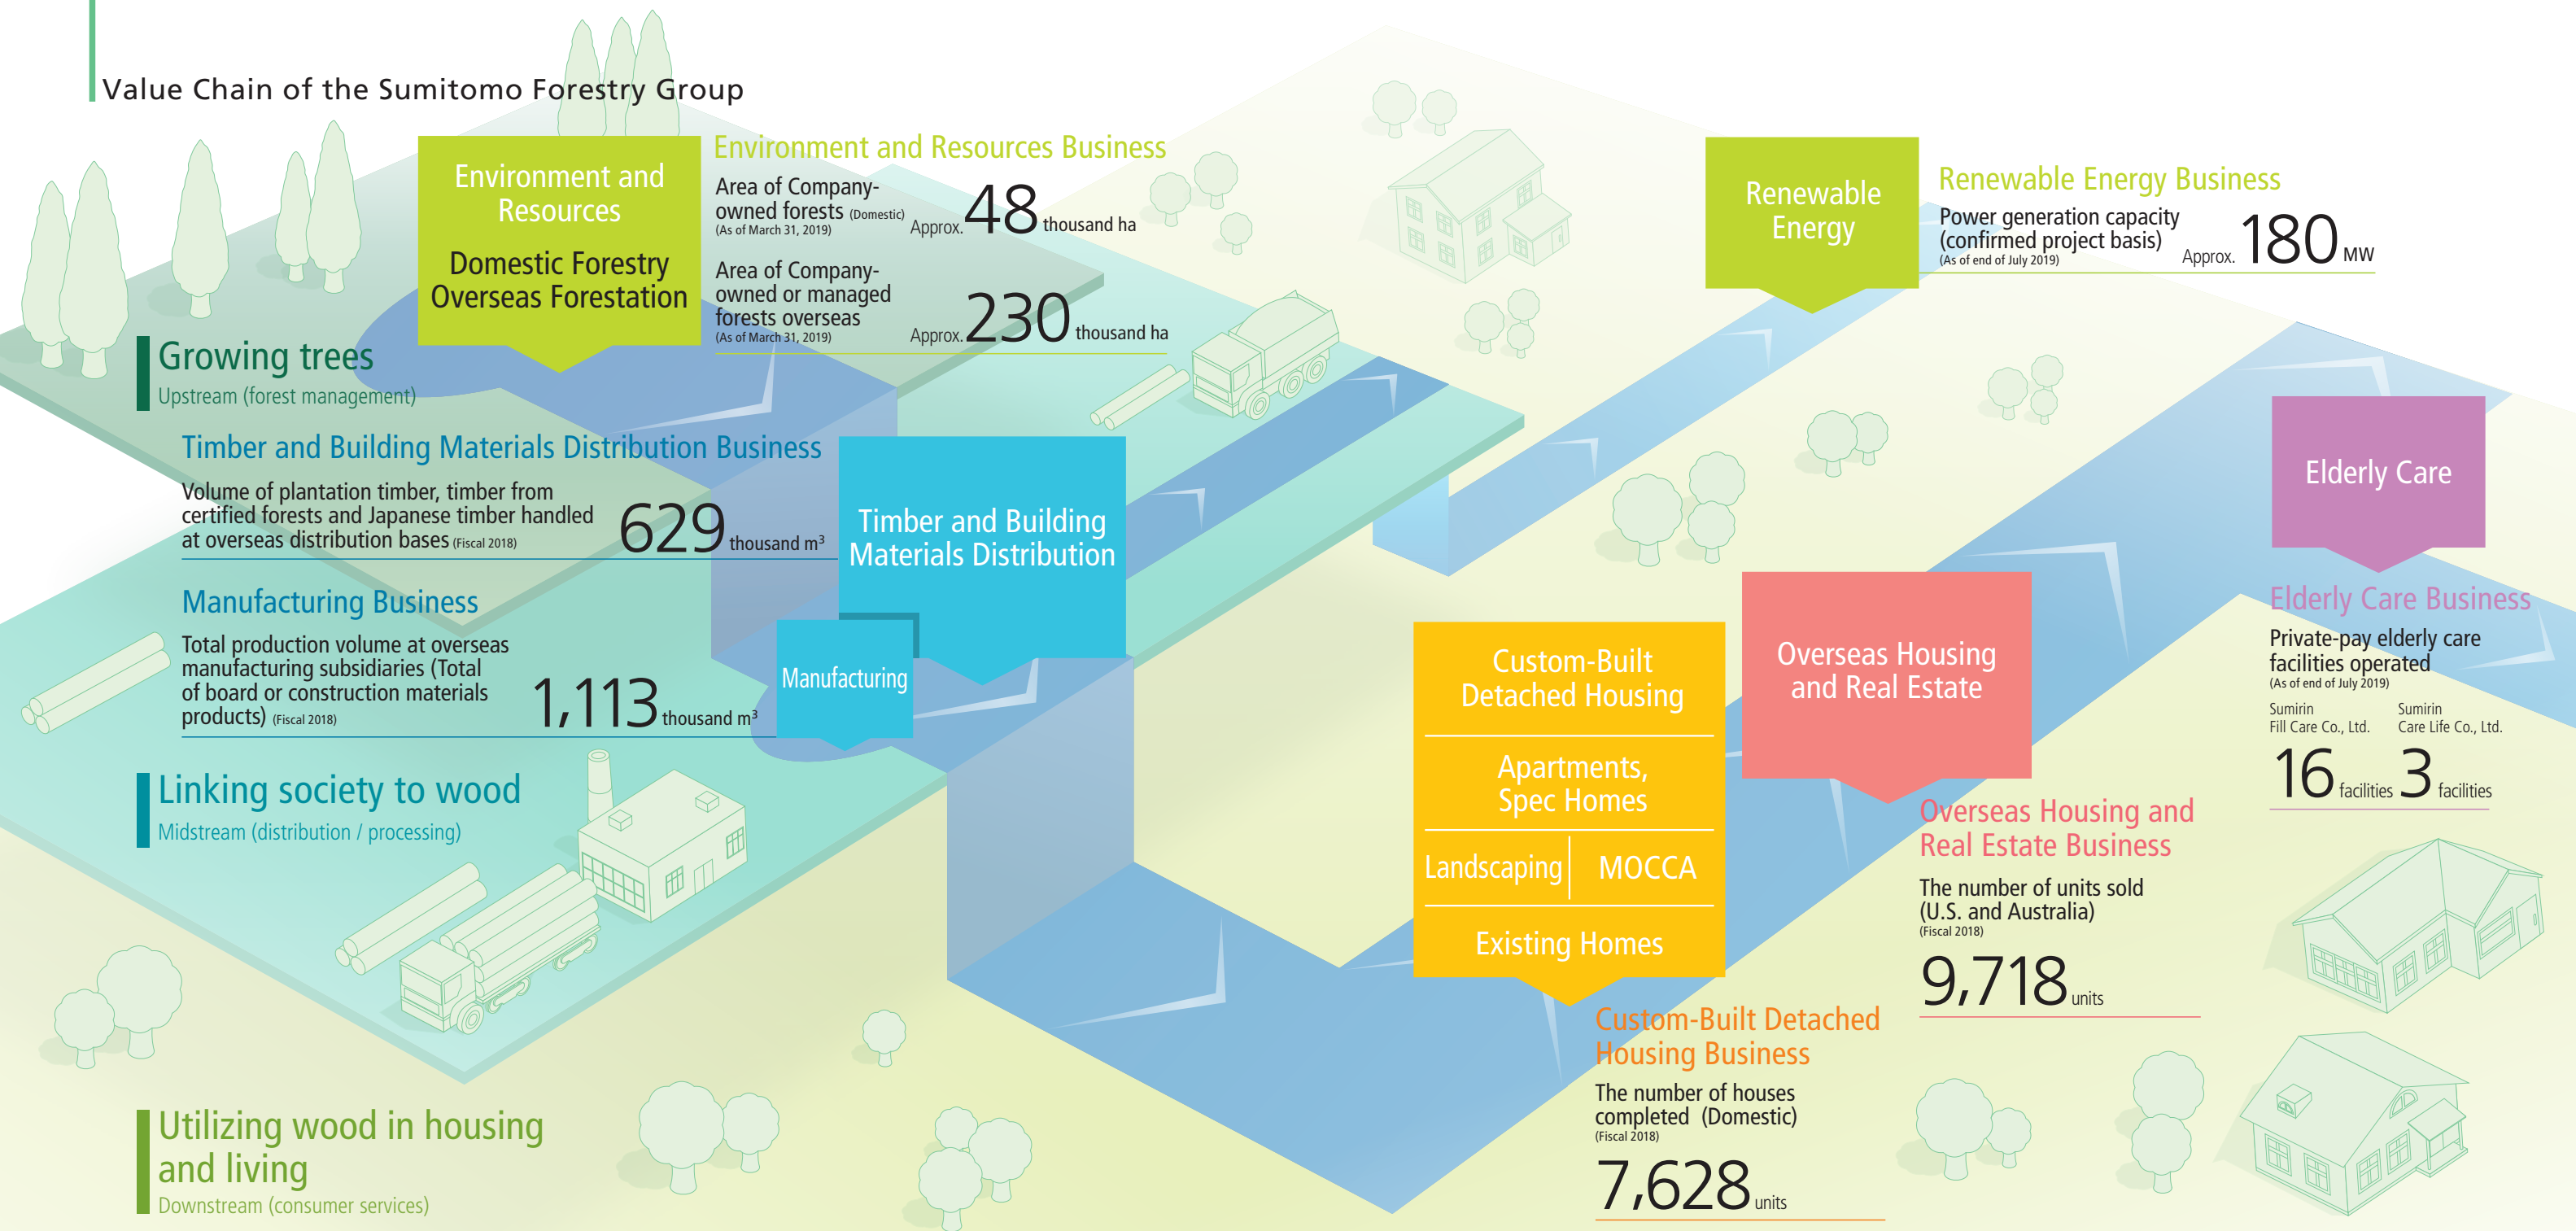 Value Chain of the Sumitomo Forestry Group
Environment and
Resources
Domestic Forestry
Overseas Forestation
Environment and Resources Business
Area of Company-
owned forests (Domestic)
(As of March 31, 2019)
Approx. 48 thousand ha
Area of Company-
owned or managed
forests overseas
(As of March 31, 2019)
Approx. 230 thousand ha
Renewable
Energy
Renewable Energy Business
Power generation capacity
(confirmed project basis)
(As of end of July 2019)
Approx. 180 MW
Growing trees
Upstream (forest management)
Timber and Building Materials Distribution Business
Volume of plantation timber, timber from
certified forests and Japanese timber handled
at overseas distribution bases (Fiscal 2018)
629 thousand m³
Timber and Building
Materials Distribution
Manufacturing Business
Total production volume at overseas
manufacturing subsidiaries (Total
of board or construction materials
products) (Fiscal 2018)
1,113 thousand m³
Manufacturing
Linking society to wood
Midstream (distribution / processing)
Custom-Built
Detached Housing
Apartments,
Spec Homes
Landscaping
MOCCA
Existing Homes
Custom-Built Detached
Housing Business
The number of houses
completed (Domestic)
(Fiscal 2018)
7,628 units
Overseas Housing
and Real Estate
Overseas Housing and
Real Estate Business
The number of units sold
(U.S. and Australia)
(Fiscal 2018)
9,718 units
Elderly Care
Elderly Care Business
Private-pay elderly care
facilities operated
(As of end of July 2019)
Sumirin
Fill Care Co., Ltd.
16 facilities
Sumirin
Care Life Co., Ltd.
3 facilities
Utilizing wood in housing
and living
Downstream (consumer services)